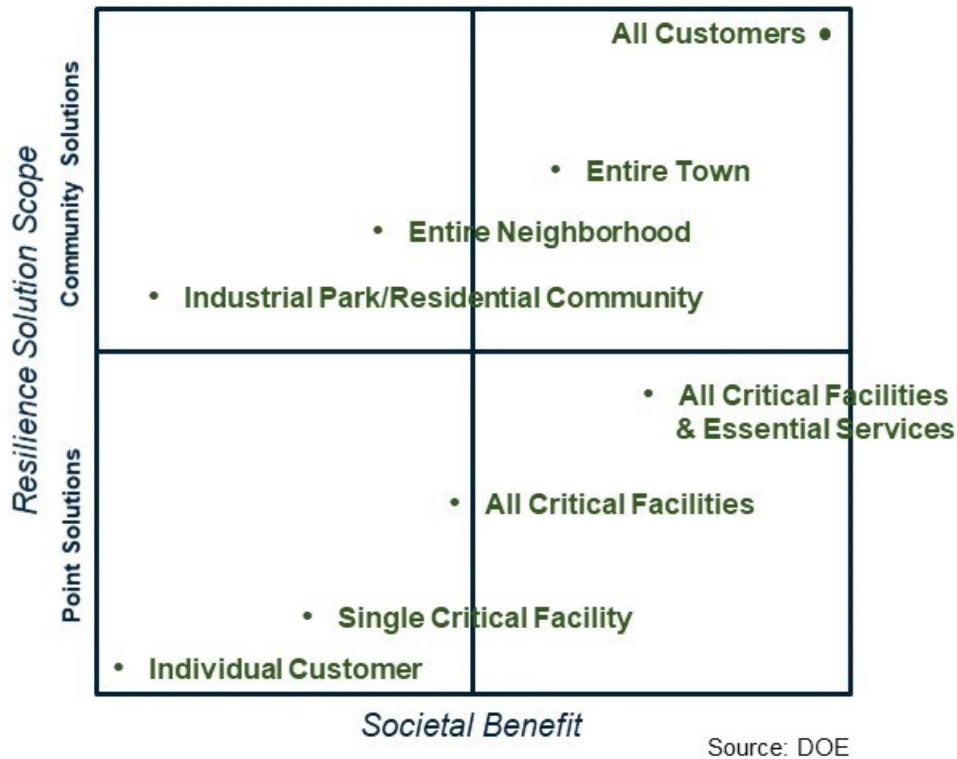 All Customers
Entire Town
Entire Neighborhood
Industrial Park/Residential Community
All Critical Facilities
& Essential Services
All Critical Facilities
Single Critical Facility
Individual Customer
Resilience Solution Scope
Community Solutions
Point Solutions
Societal Benefit
Source: DOE